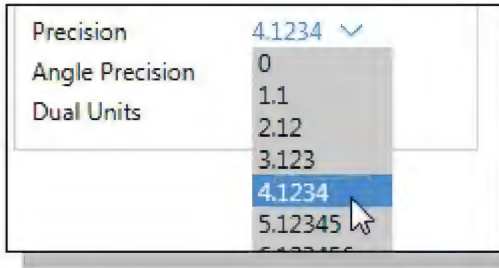 Precision 4.1234
Angle Precision 0
Dual Units 1.1
2.12
3.123
4.1234
5.12345